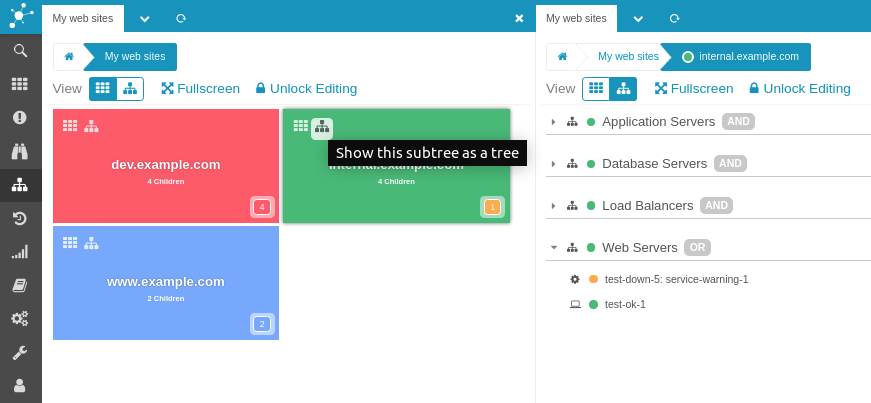 My web sites
My web sites
View Fullscreen Unlock Editing
dev.example.com
4 Children
4
Show this subtree as a tree
internal.example.com
4 Children
1
www.example.com
2 Children
2
My web sites
My web sites internal.example.com
View Fullscreen Unlock Editing
Application Servers AND
Database Servers AND
Load Balancers AND
Web Servers OR
test-down-5: service-warning-1
test-ok-1